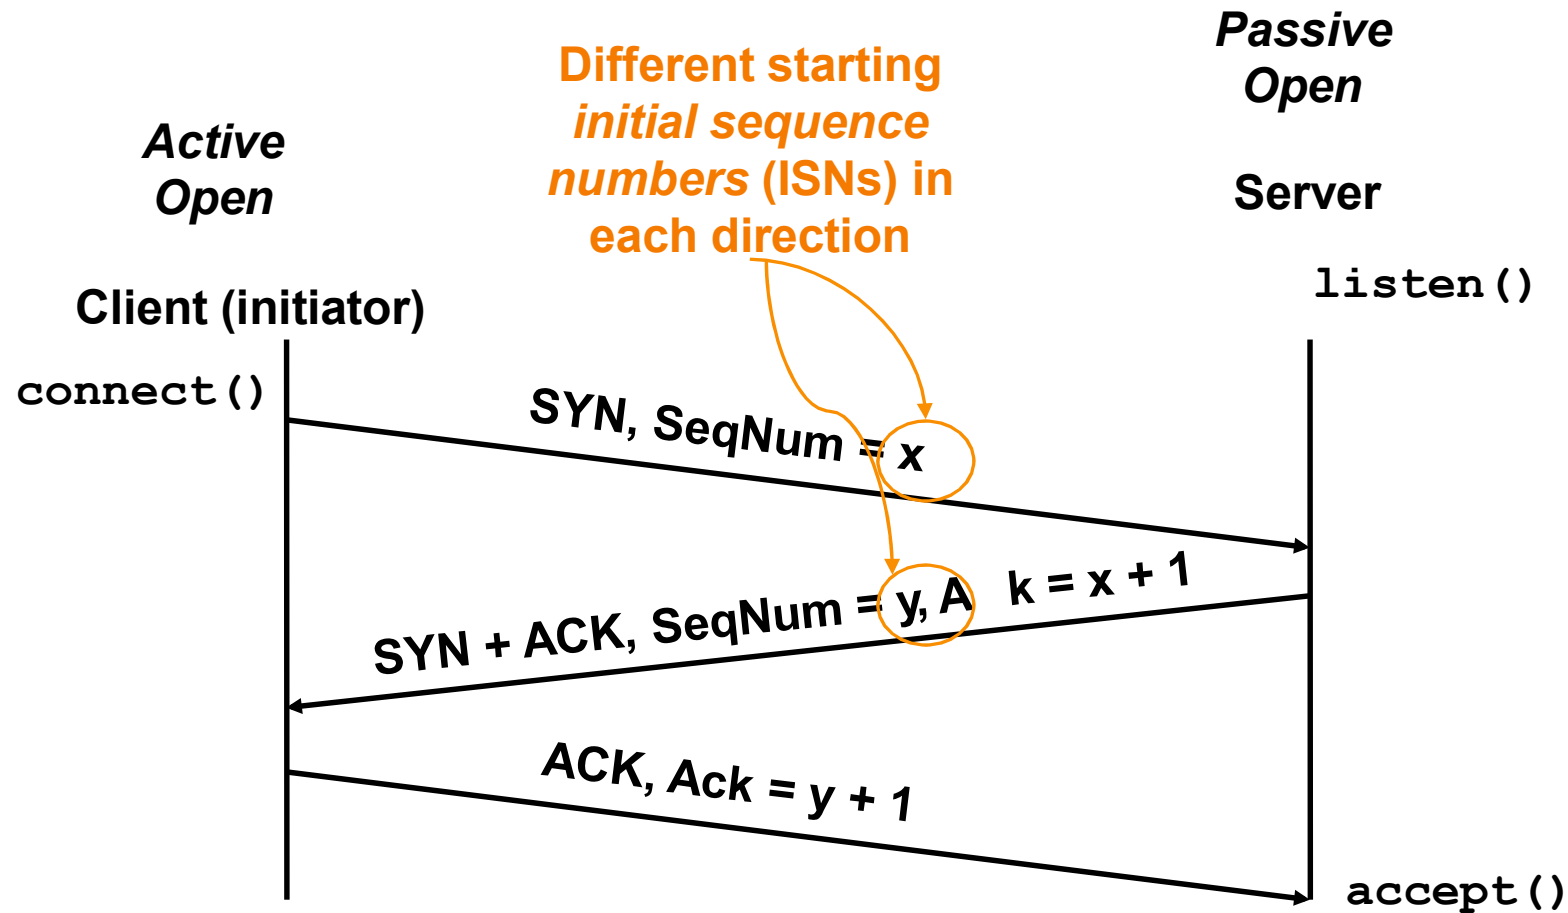 Passive
Open
Different starting
initial sequence
numbers (ISNs) in
each direction
Active
Open
Server
listen()
Client (initiator)
connect()
SYN, SeqNum = x
SYN + ACK, SeqNum = y, A k = x + 1
ACK, Ack = y + 1
accept()